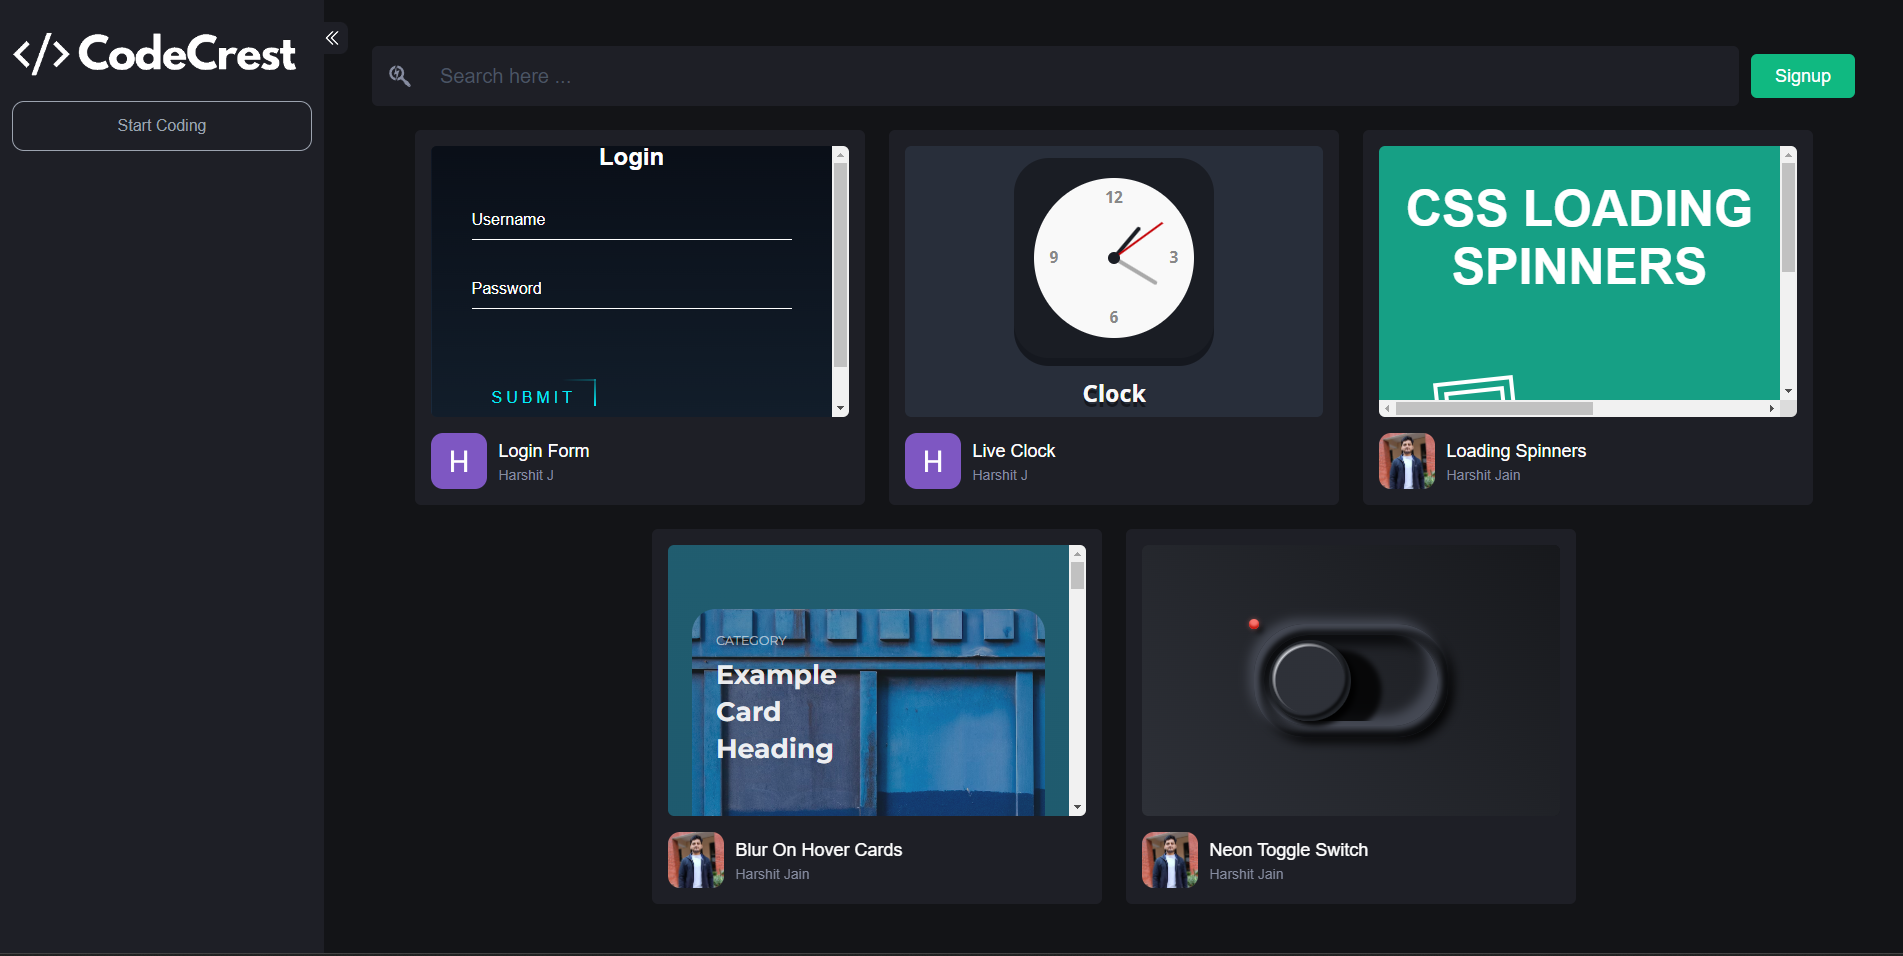 </> CodeCrest
Start Coding
Search here ...
Signup
Login
Username
Password
SUBMIT
12
9
3
6
Clock
CSS LOADING
SPINNERS
H
Login Form
Harshit J
H
Live Clock
Harshit J
Loading Spinners
Harshit Jain
CATEGORY
Example
Card
Heading
Blur On Hover Cards
Harshit Jain
Neon Toggle Switch
Harshit Jain